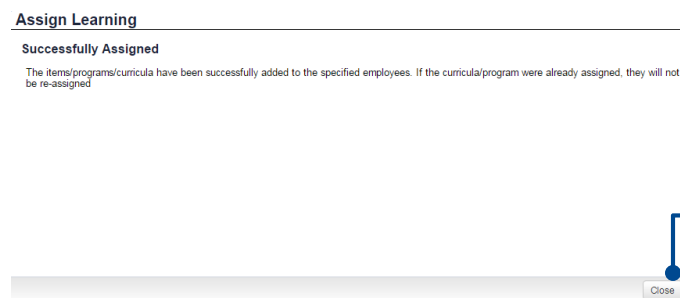 Assign Learning
Successfully Assigned
The items/programs/curricula have been successfully added to the specified employees. If the curricula/program were already assigned, they will not
be re-assigned
Close